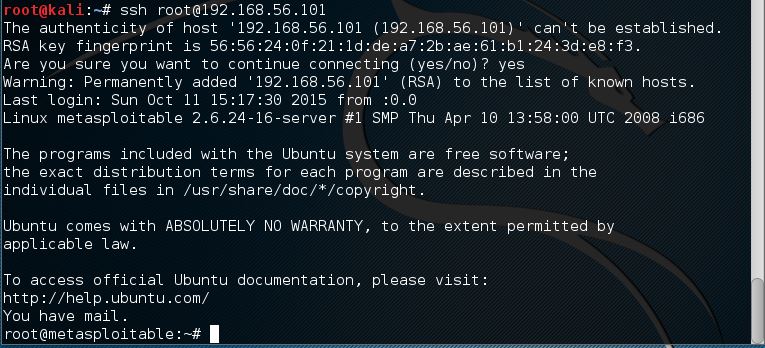 root@kali:~# ssh root@192.168.56.101
The authenticity of host '192.168.56.101 (192.168.56.101)' can't be established.
RSA key fingerprint is 56:56:24:0f:21:1d:de:a7:2b:ae:61:b1:24:3d:e8:f3.
Are you sure you want to continue connecting (yes/no)? yes
Warning: Permanently added '192.168.56.101' (RSA) to the list of known hosts.
Last login: Sun Oct 11 15:17:30 2015 from :0.0
Linux metasploitable 2.6.24-16-server #1 SMP Thu Apr 10 13:58:00 UTC 2008 i686
The programs included with the Ubuntu system are free software;
the exact distribution terms for each program are described in the
individual files in /usr/share/doc/*/copyright.
Ubuntu comes with ABSOLUTELY NO WARRANTY, to the extent permitted by
applicable law.
To access official Ubuntu documentation, please visit:
http://help.ubuntu.com/
You have mail.
root@metasploitable:~#